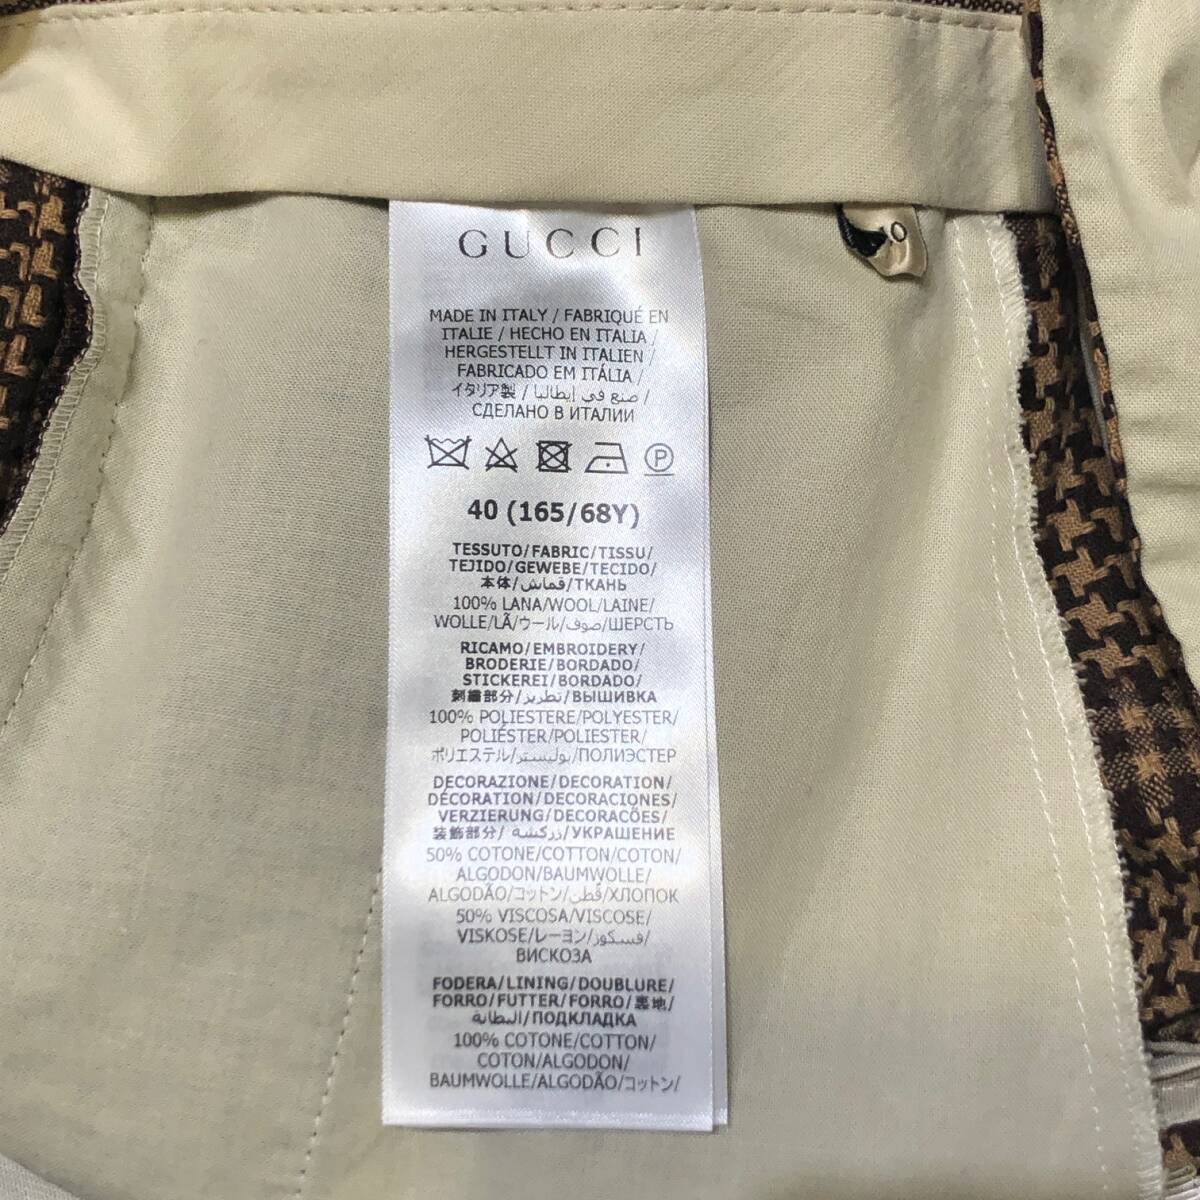 GUCCI
MADE IN ITALY / FABRIQUÉ EN
ITALIE / HECHO EN ITALIA /
HERGESTELLT IN ITALIEN /
FABRICADO EM ITÁLIA /
イタリア製 / صنع في إيطاليا /
СДЕЛАНО В ИТАЛИИ
P
40 (165/68Y)
TESSUTO/FABRIC/TISSU/
TEJIDO/GEWEBE/TECIDO/
本体/قماش/ТКАНЬ
100% LANA/WOOL/LAINE/
WOLLE/LÃ/ウール/صوف/ШЕРСТЬ
RICAMO/EMBROIDERY/
BRODERIE/BORDADO/
STICKEREI/BORDADO/
刺繍部分/تطريز/ВЫШИВКА
100% POLIESTERE/POLYESTER/
POLIÉSTER/POLIESTER/
ポリエステル/بوليستر/ПОЛИЭСТЕР
DECORAZIONE/DECORATION/
DÉCORATION/DECORACIONES/
VERZIERUNG/DECORAÇÕES/
装飾部分/زركشة/УКРАШЕНИЕ
50% COTONE/COTTON/COTON/
ALGODON/BAUMWOLLE/
ALGODÃO/コットン/قطن/ХЛОПОК
50% VISCOSA/VISCOSE/
VISKOSE/レーヨン/فسكوز/
ВИСКОЗА
FODERA/LINING/DOUBLURE/
FORRO/FUTTER/FORRO/裏地/
البطانة/ПОДКЛАДКА
100% COTONE/COTTON/
COTON/ALGODON/
BAUMWOLLE/ALGODÃO/コットン/